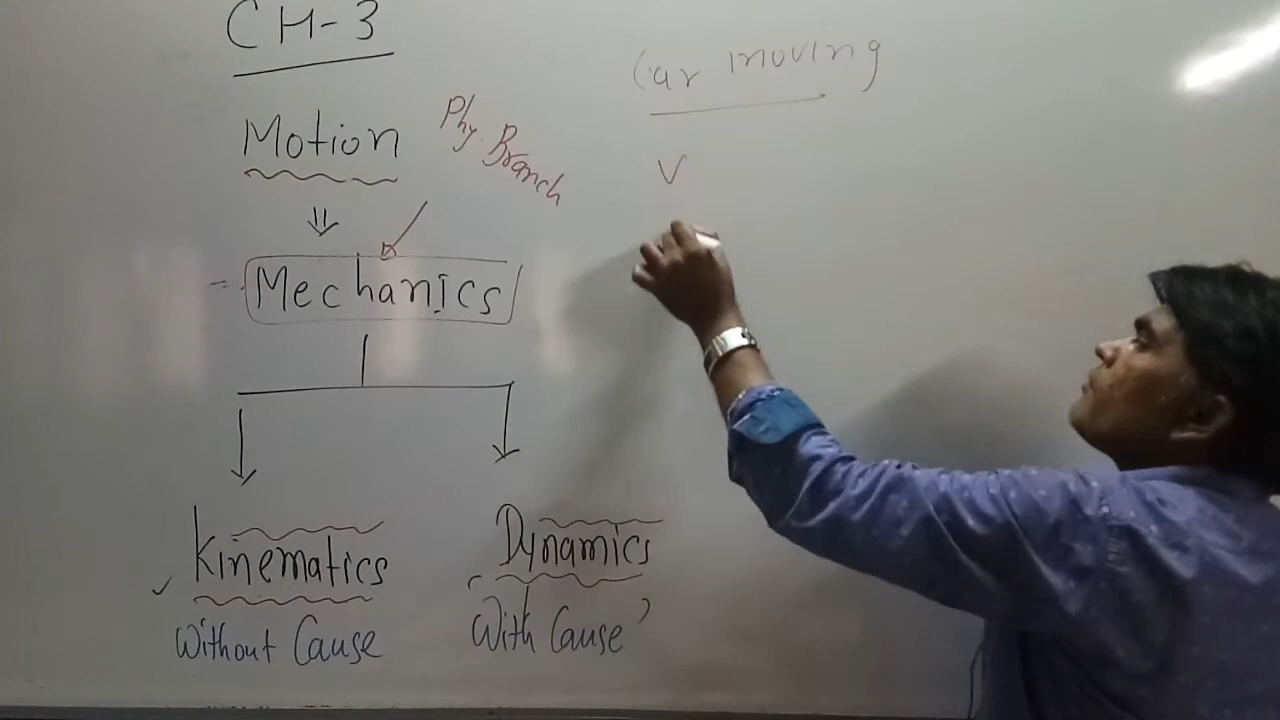 CH-3
Motion
Phy. Branch
Mechanics
Kinematics
Without Cause
Dynamics
With Cause
Car moving
V